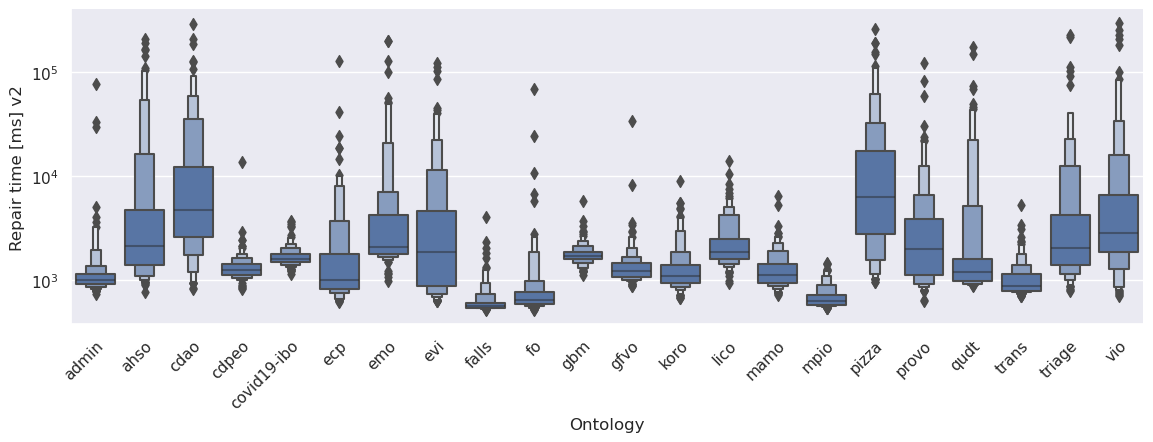 Repair time [ms] v2
10^5
10^4
10^3
admin
ahso
cdao
cdpeo
covid19-ibo
ecp
emo
evi
falls
fo
gbm
gfvo
koro
lico
mamo
mpio
pizza
provo
qudt
trans
triage
vio
Ontology